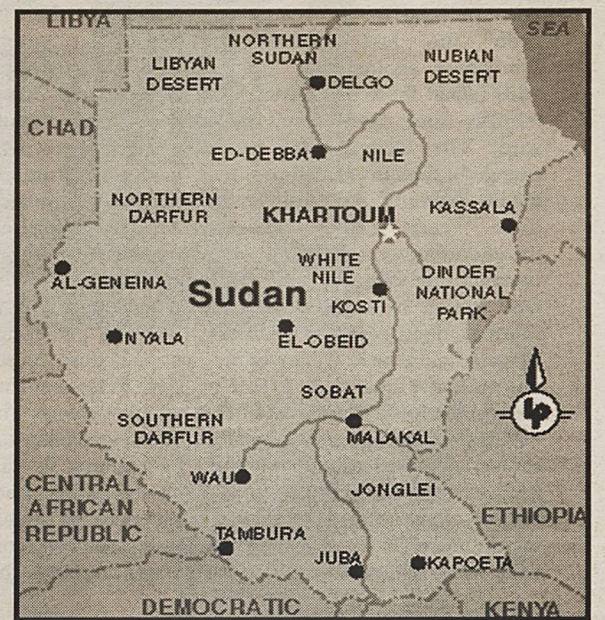 LIBYA
SEA
NORTHERN
SUDAN
LIBYAN
DESERT
NUBIAN
DESERT
DELGO
CHAD
ED-DEBBA
NILE
NORTHERN
DARFUR
KHARTOUM
KASSALA
WHITE
NILE
DINDER
NATIONAL
PARK
AL-GENEINA
Sudan
KOSTI
NYALA
EL-OBEID
SOBAT
LP
SOUTHERN
DARFUR
MALAKAL
WAU
JONGLEI
CENTRAL
AFRICAN
REPUBLIC
ETHIOPIA
TAMBURA
JUBA
KAPOETA
DEMOCRATIC
KENYA